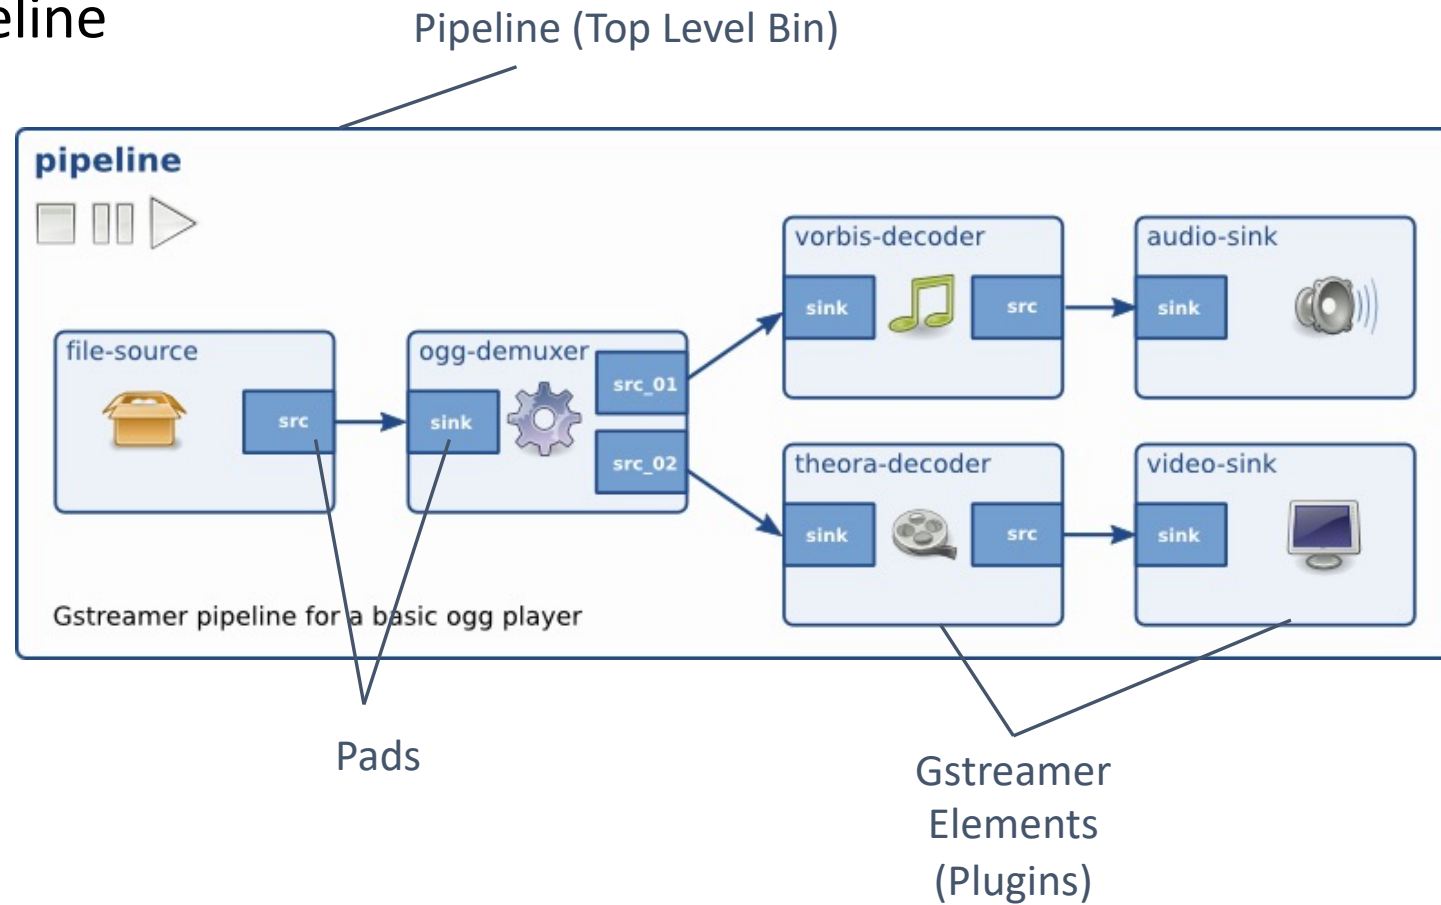 eline
Pipeline (Top Level Bin)
pipeline
vorbis-decoder
sink
src
audio-sink
sink
file-source
src
ogg-demuxer
sink
src_01
src_02
theora-decoder
sink
src
video-sink
sink
Gstreamer pipeline for a basic ogg player
Pads
Gstreamer
Elements
(Plugins)